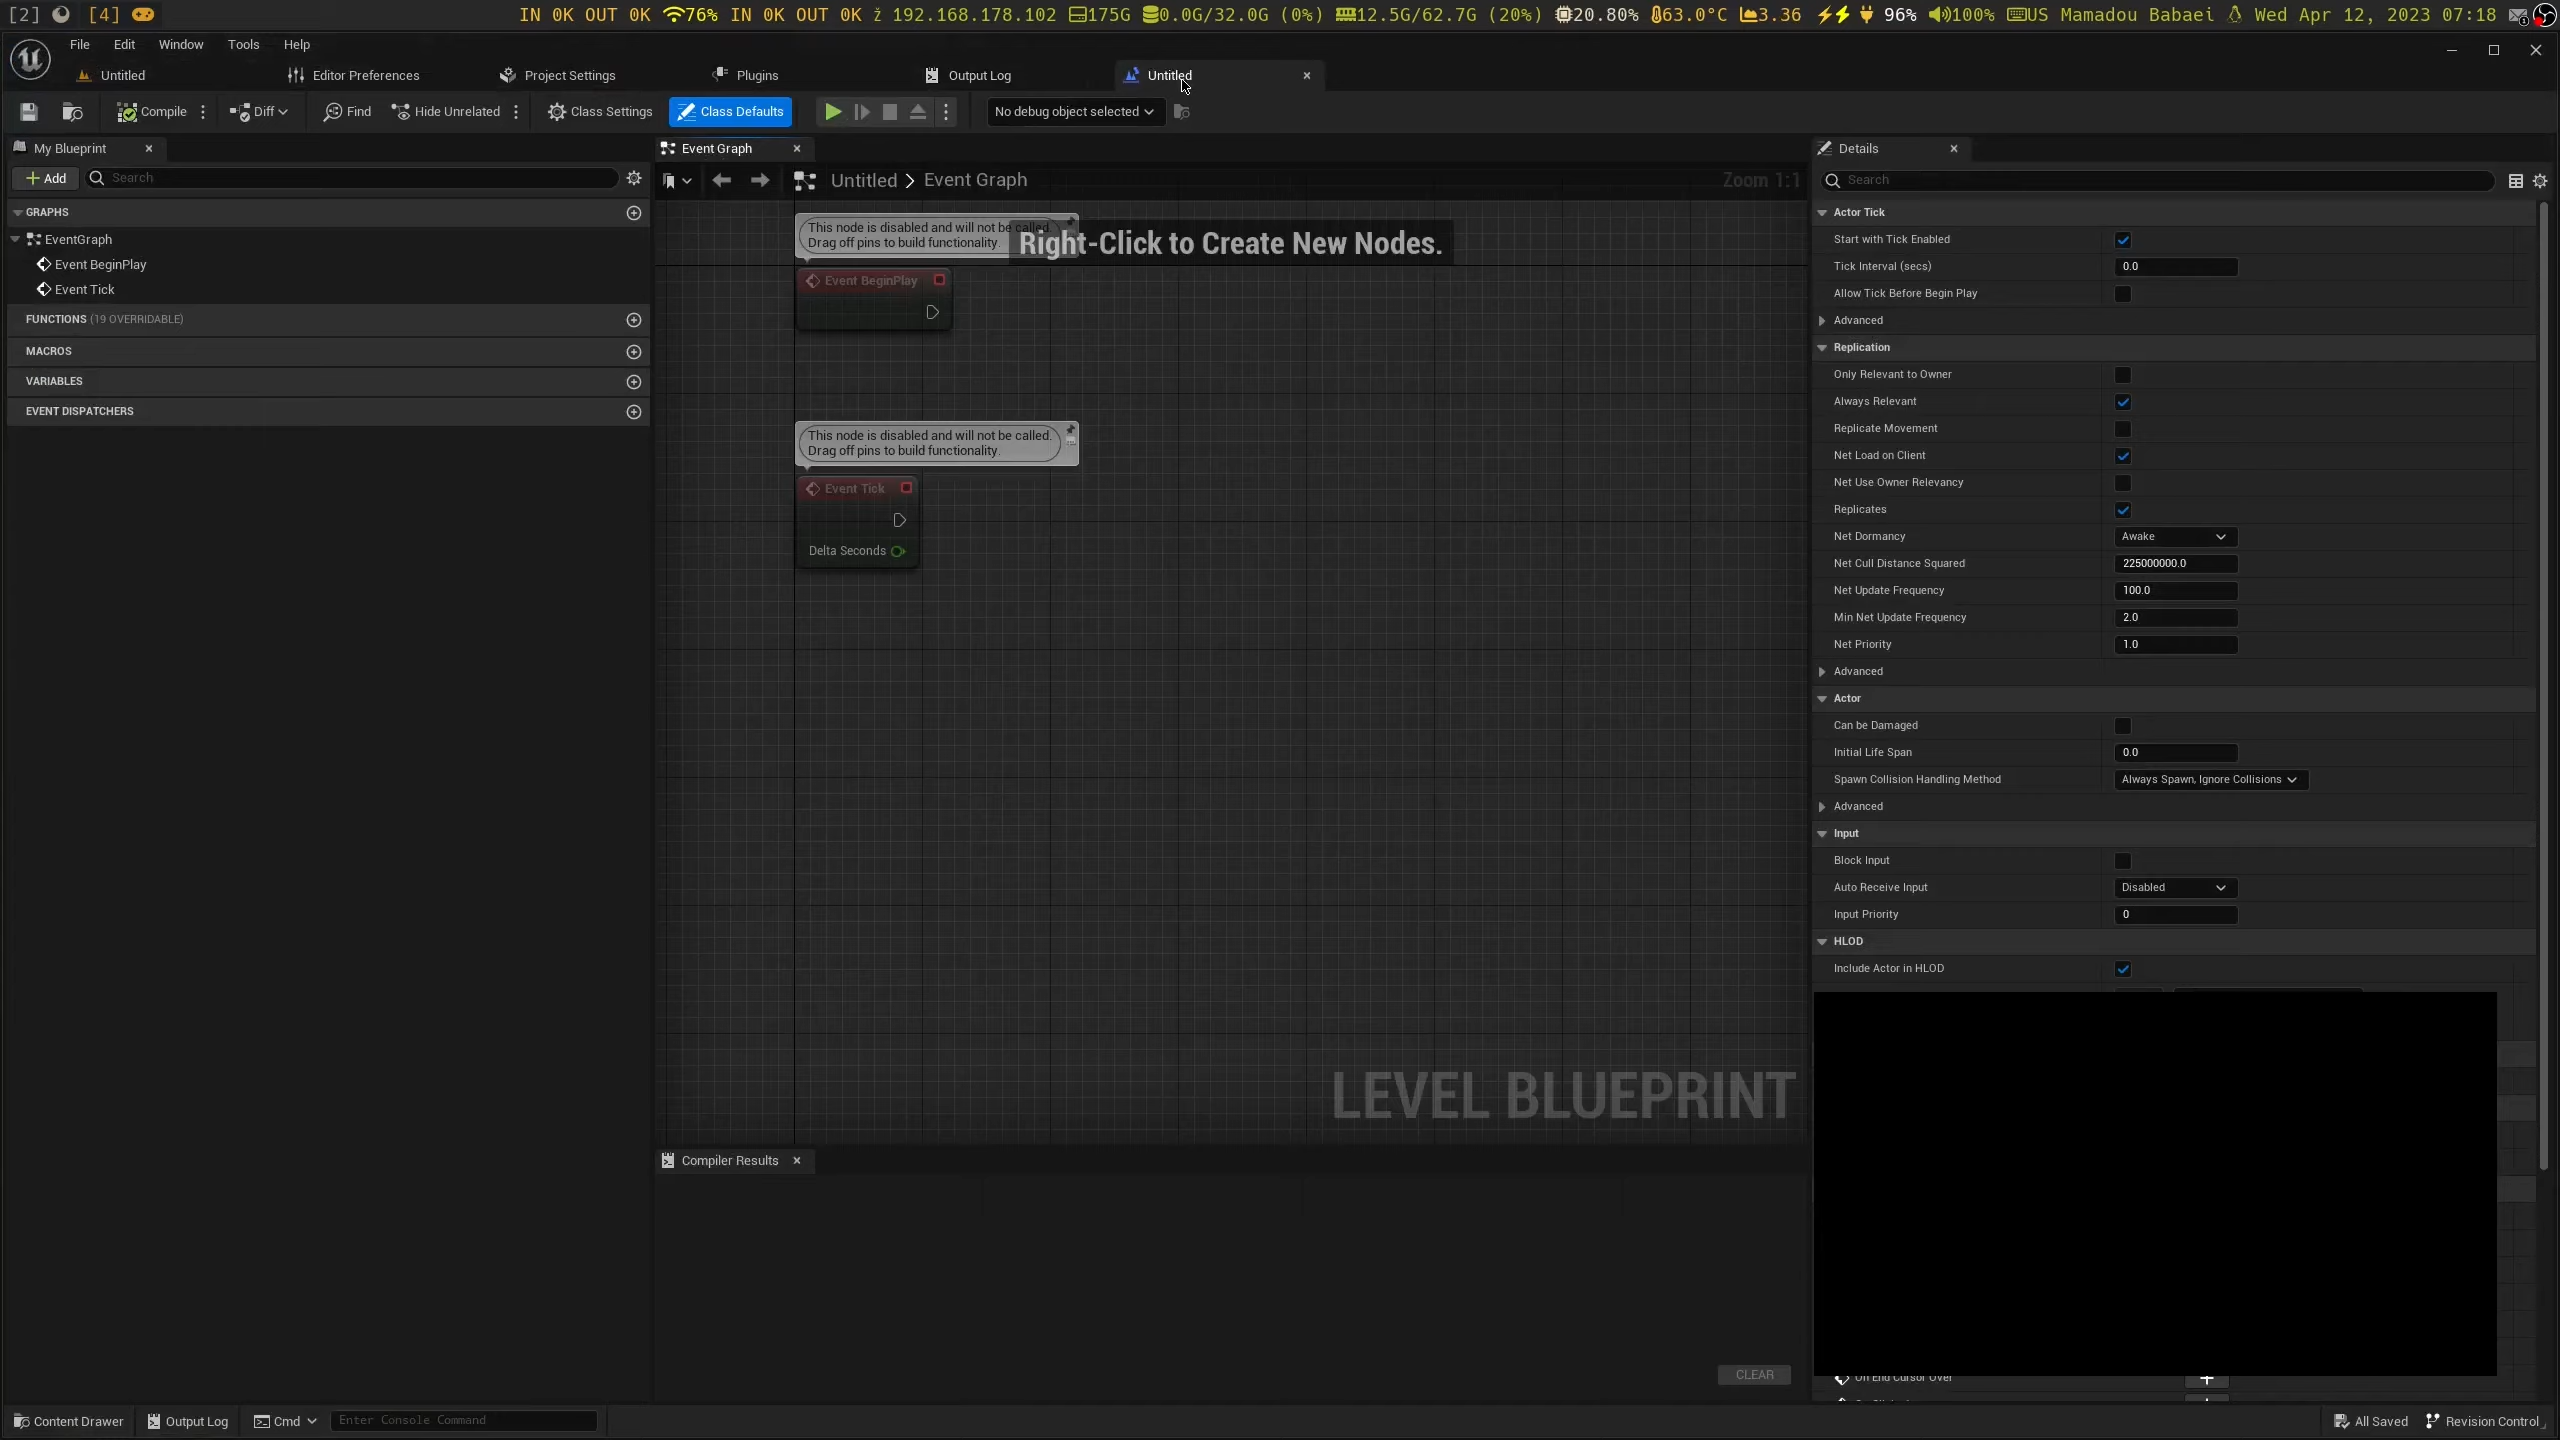 [2] [4] IN 0K OUT 0K 76% IN 0K OUT 0K ž 192.168.178.102 175G 0.0G/32.0G (0%) 12.5G/62.7G (20%) 20.80% 63.0°C 3.36 96% 100% US Mamadou Babaei Wed Apr 12, 2023 07:18
File Edit Window Tools Help
Untitled Editor Preferences Project Settings Plugins Output Log Untitled
Compile Diff Find Hide Unrelated Class Settings Class Defaults No debug object selected
My Blueprint
Add Search
GRAPHS
EventGraph
Event BeginPlay
Event Tick
FUNCTIONS (19 OVERRIDABLE)
MACROS
VARIABLES
EVENT DISPATCHERS
Event Graph
Untitled > Event Graph Zoom 1:1
Right-Click to Create New Nodes.
This node is disabled and will not be called.
Drag off pins to build functionality.
Event BeginPlay
This node is disabled and will not be called.
Drag off pins to build functionality.
Event Tick
Delta Seconds
LEVEL BLUEPRINT
Compiler Results
CLEAR
Details
Search
Actor Tick
Start with Tick Enabled
Tick Interval (secs) 0.0
Allow Tick Before Begin Play
Advanced
Replication
Only Relevant to Owner
Always Relevant
Replicate Movement
Net Load on Client
Net Use Owner Relevancy
Replicates
Net Dormancy Awake
Net Cull Distance Squared 225000000.0
Net Update Frequency 100.0
Min Net Update Frequency 2.0
Net Priority 1.0
Advanced
Actor
Can be Damaged
Initial Life Span 0.0
Spawn Collision Handling Method Always Spawn, Ignore Collisions
Advanced
Input
Block Input
Auto Receive Input Disabled
Input Priority 0
HLOD
Include Actor in HLOD
On End Cursor Over
Content Drawer Output Log Cmd Enter Console Command All Saved Revision Control